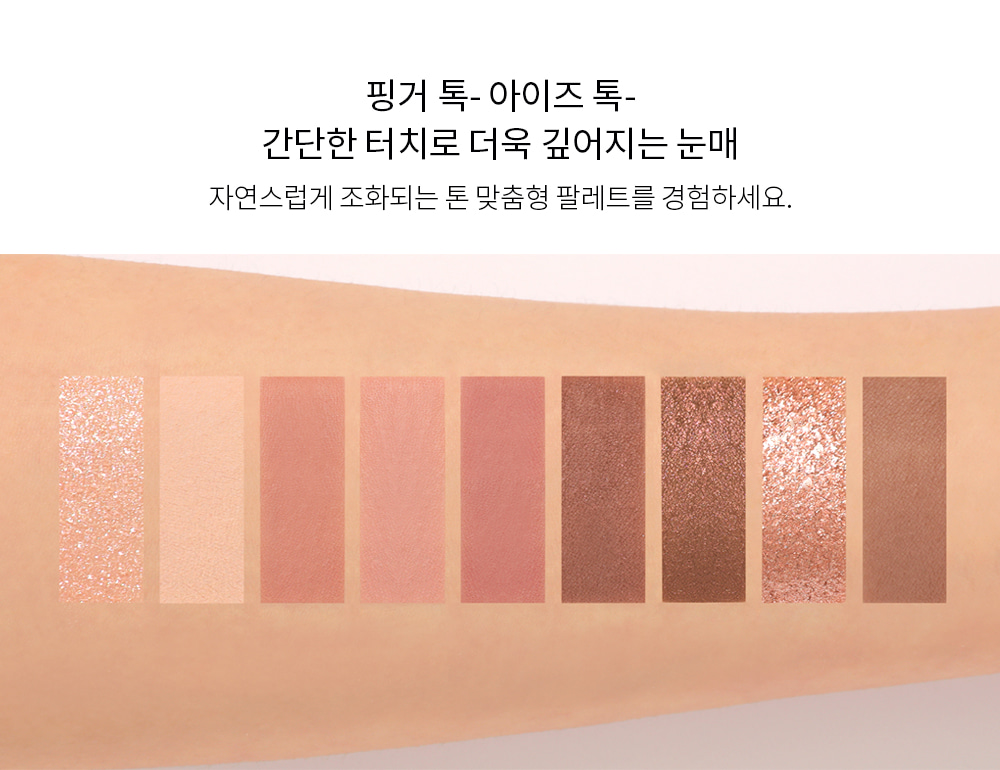 핑거 톡- 아이즈 톡-
간단한 터치로 더욱 깊어지는 눈매
자연스럽게 조화되는 톤 맞춤형 팔레트를 경험하세요.